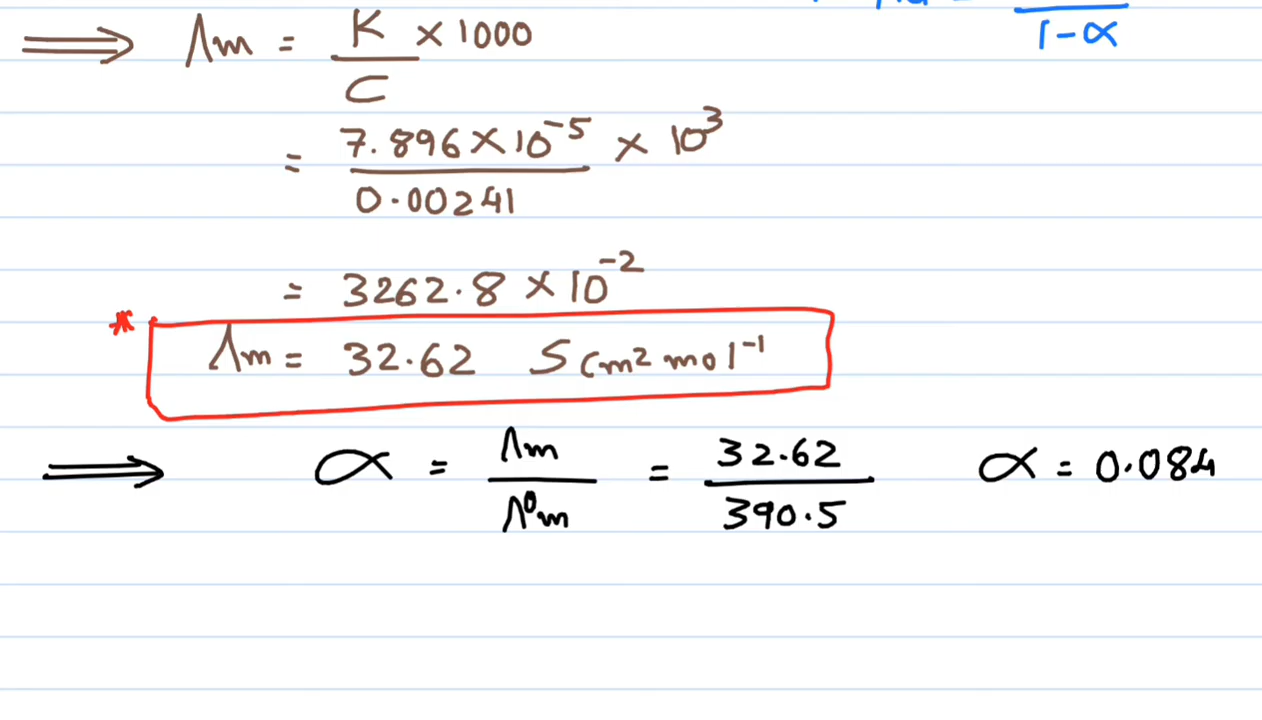 ⟹ Λm = K/C × 1000
1-α
= 7.896 × 10⁻⁵/0.00241 × 10³
= 3262.8 × 10⁻²
* Λm = 32.62 S cm² mol⁻¹
⟹ α = Λm/Λ⁰m = 32.62/390.5 α = 0.084